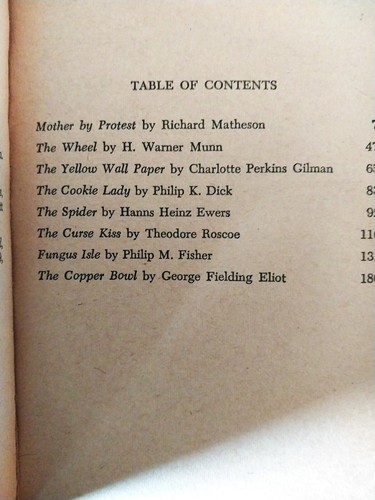 TABLE OF CONTENTS
Mother by Protest by Richard Matheson 7
The Wheel by H. Warner Munn 47
The Yellow Wall Paper by Charlotte Perkins Gilman
The Cookie Lady by Philip K. Dick
The Spider by Hanns Heinz Ewers
The Curse Kiss by Theodore Roscoe
Fungus Isle by Philip M. Fisher
The Copper Bowl by George Fielding Eliot